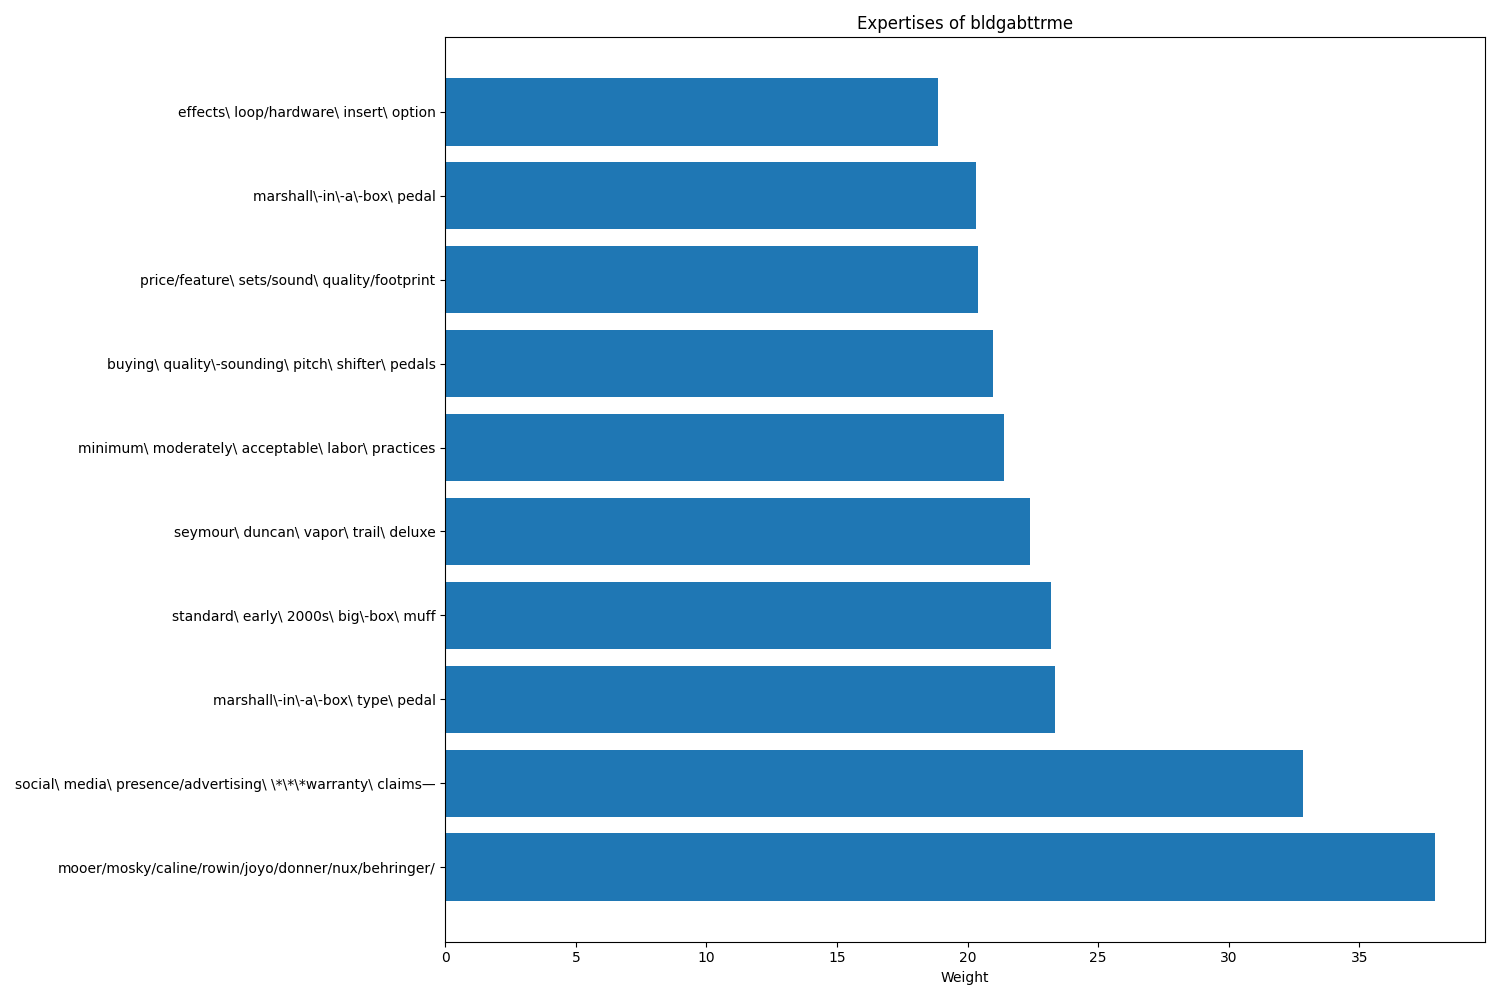 Expertises of bldgabttrme
effects\ loop/hardware\ insert\ option
marshall\-in\-a\-box\ pedal
price/feature\ sets/sound\ quality/footprint
buying\ quality\-sounding\ pitch\ shifter\ pedals
minimum\ moderately\ acceptable\ labor\ practices
seymour\ duncan\ vapor\ trail\ deluxe
standard\ early\ 2000s\ big\-box\ muff
marshall\-in\-a\-box\ type\ pedal
social\ media\ presence/advertising\ \*\*\*warranty\ claims—
mooer/mosky/caline/rowin/joyo/donner/nux/behringer/
0 5 10 15 20 25 30 35
Weight